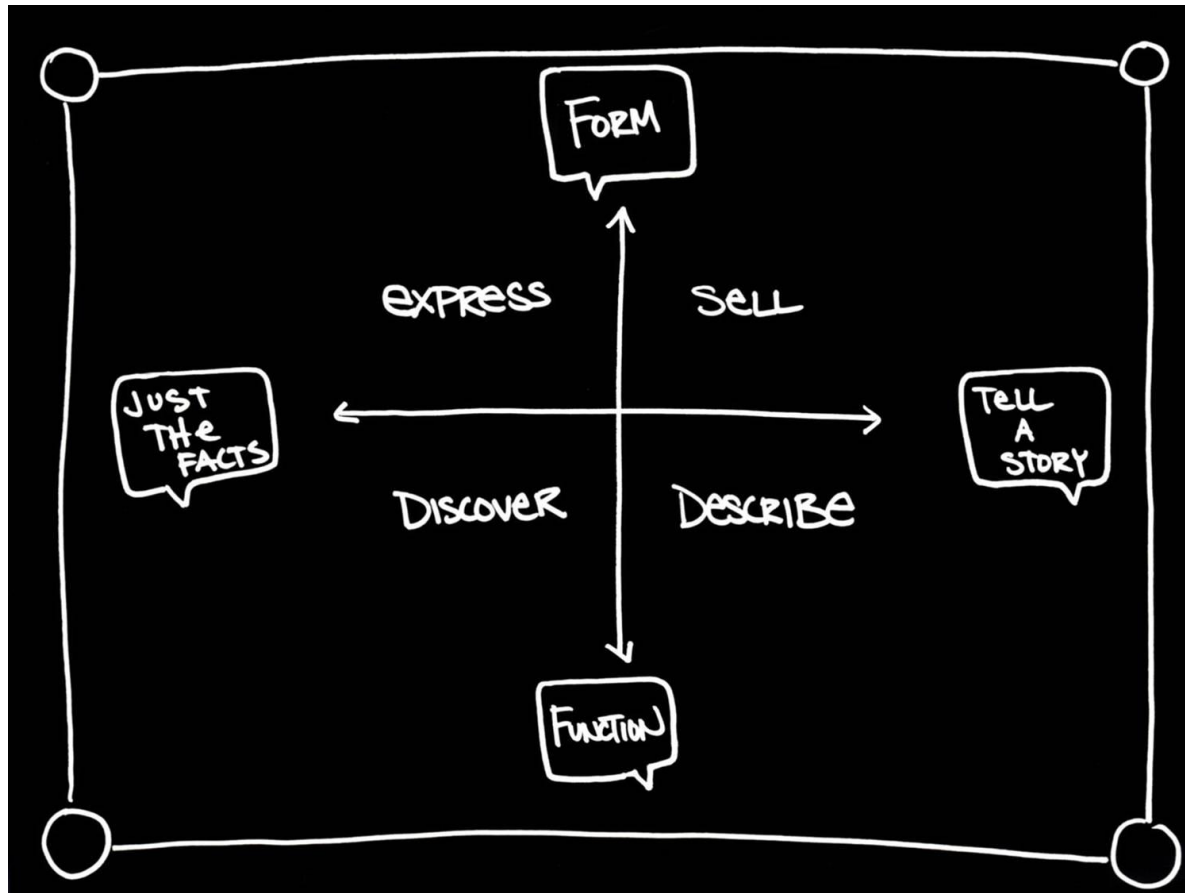 FORM
express Sell
JUST
THe
FACTS
Tell
A
STORY
DISCOVeR DESCRIBE
FUNCTION